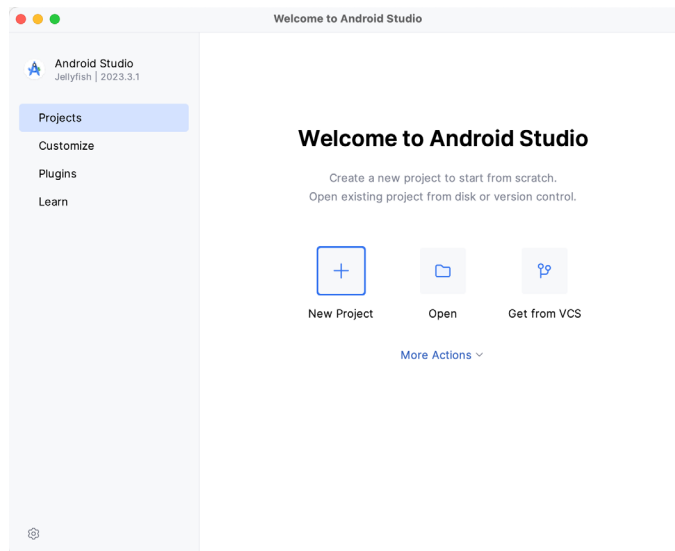 Welcome to Android Studio
Android Studio
Jellyfish | 2023.3.1
Projects
Customize
Plugins
Learn
Welcome to Android Studio
Create a new project to start from scratch.
Open existing project from disk or version control.
New Project
Open
Get from VCS
More Actions